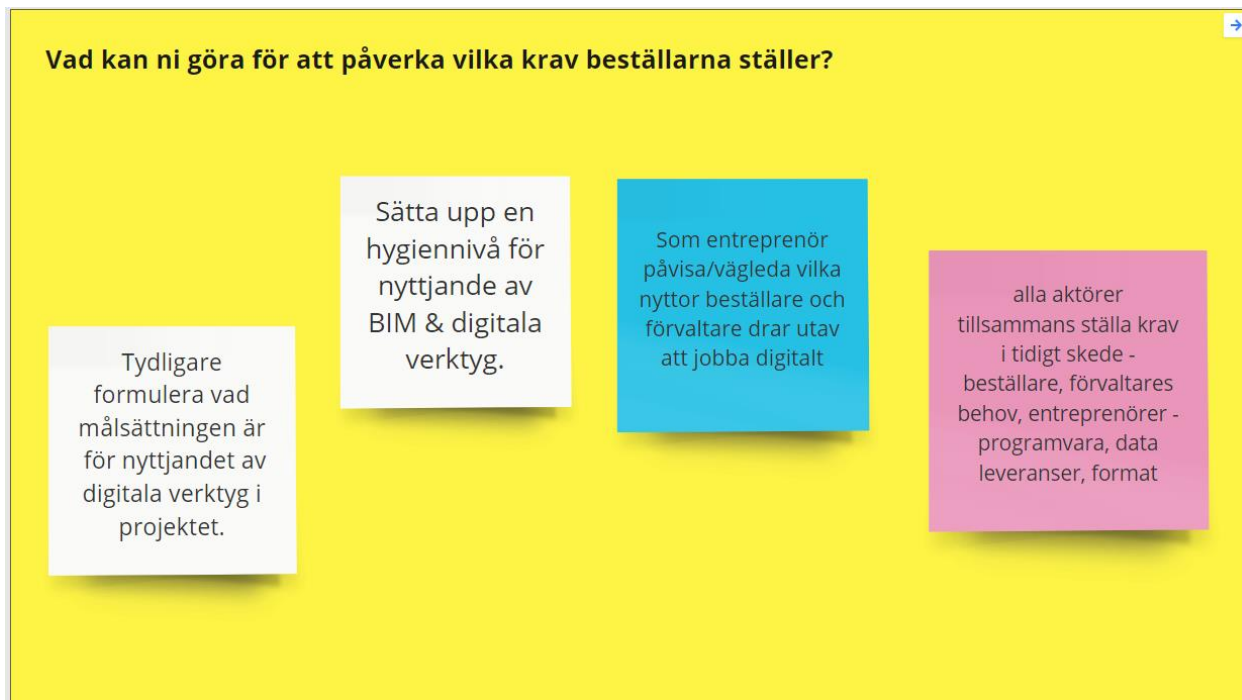 Vad kan ni göra för att påverka vilka krav beställarna ställer?
Tydligare
formulera vad
målsättningen är
för nyttjandet av
digitala verktyg i
projektet.
Sätta upp en
hygiennivå för
nyttjande av
BIM & digitala
verktyg.
Som entreprenör
påvisa/vägleda vilka
nyttor beställare och
förvaltare drar utav
att jobba digitalt
alla aktörer
tillsammans ställa krav
i tidigt skede -
beställare, förvaltares
behov, entreprenörer -
programvara, data
leveranser, format